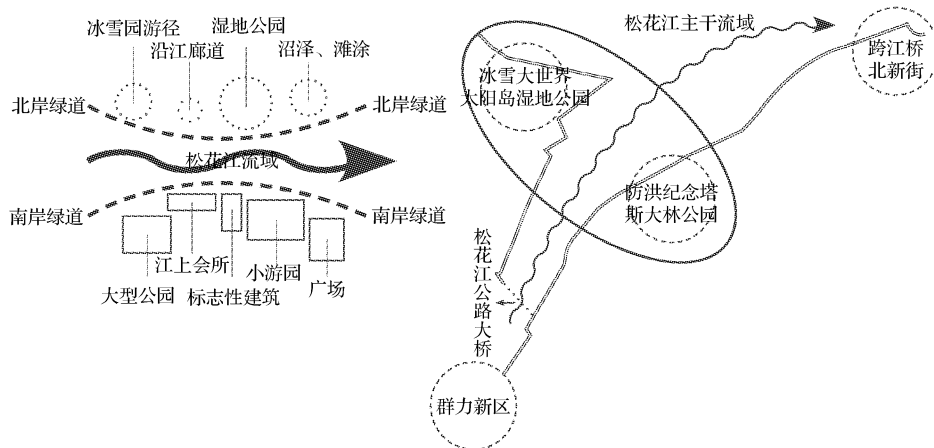 冰雪园游径
沿江廊道
湿地公园
沼泽、滩涂
北岸绿道
北岸绿道
松花江流域
南岸绿道
南岸绿道
江上会所
小游园
大型公园
标志性建筑
广场
松花江主干流域
跨江桥
北新街
冰雪大世界
太阳岛湿地公园
防洪纪念塔
斯大林公园
松花江公路大桥
群力新区